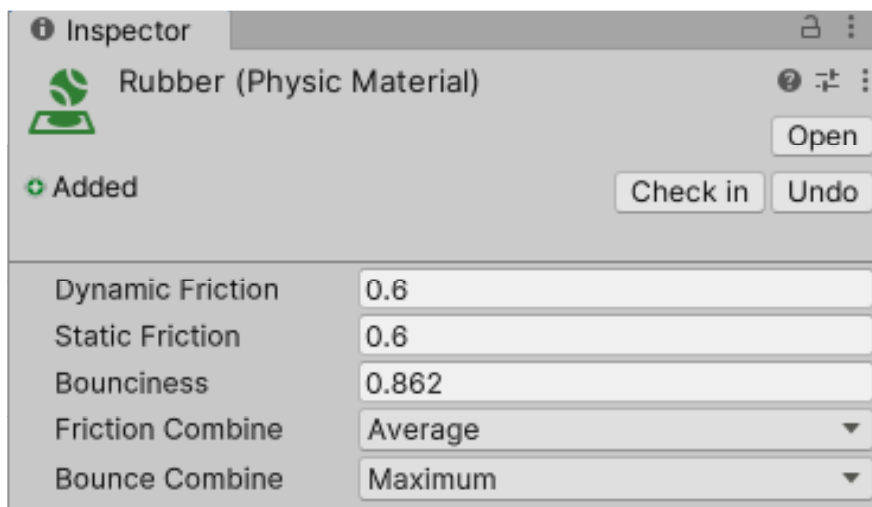 Inspector
Rubber (Physic Material)
Open
Added
Check in Undo
Dynamic Friction 0.6
Static Friction 0.6
Bounciness 0.862
Friction Combine Average
Bounce Combine Maximum